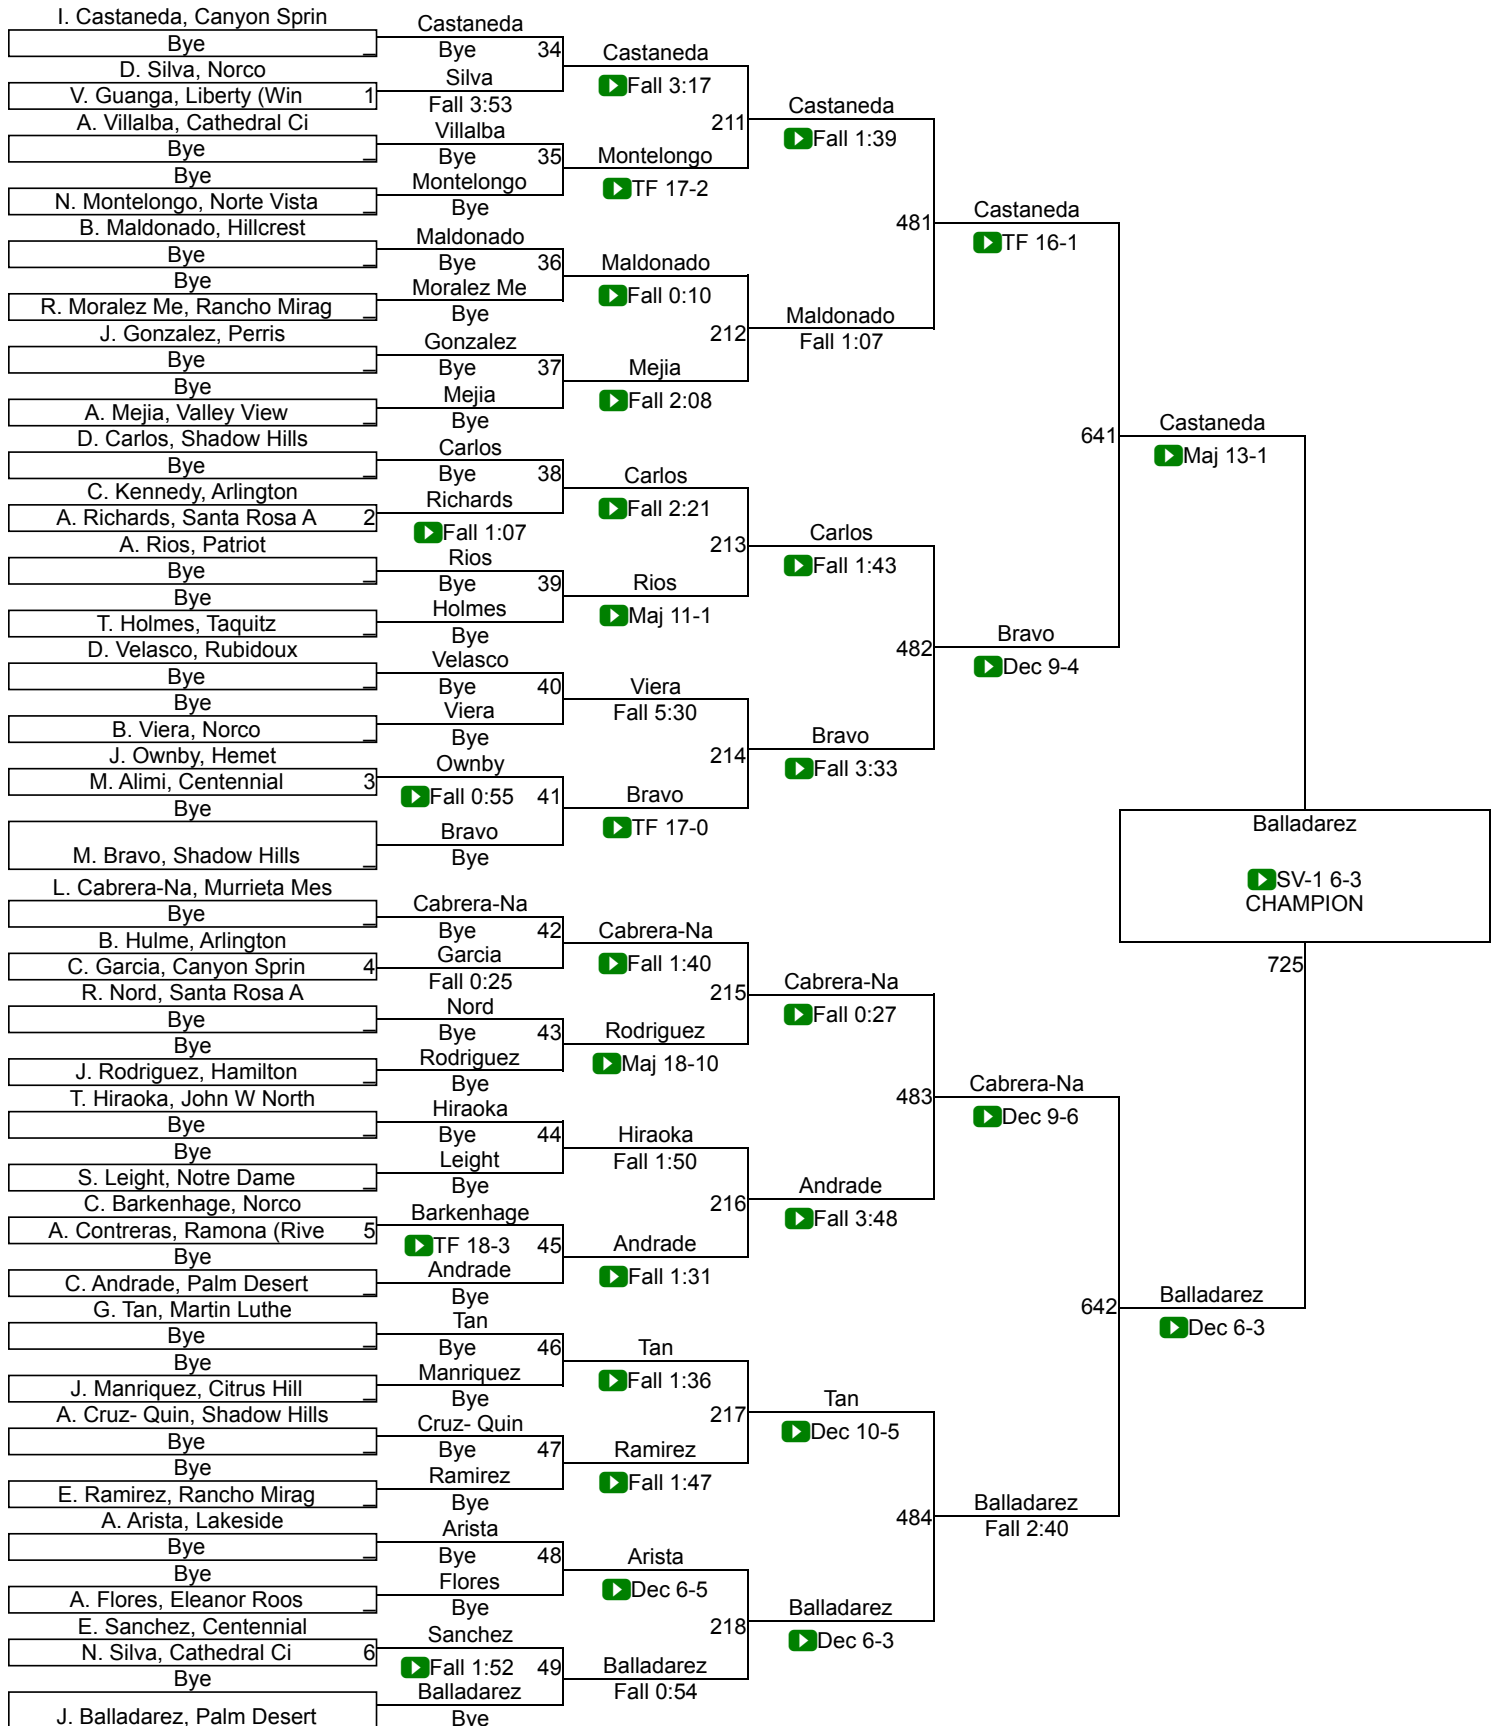 I. Castaneda, Canyon Sprin
Bye _
D. Silva, Norco
V. Guanga, Liberty (Win 1
A. Villalba, Cathedral Ci
Bye _
Bye
N. Montelongo, Norte Vista _
B. Maldonado, Hillcrest
Bye _
Bye
R. Moralez Me, Rancho Mirag _
J. Gonzalez, Perris
Bye _
Bye
A. Mejia, Valley View _
D. Carlos, Shadow Hills
Bye _
C. Kennedy, Arlington
A. Richards, Santa Rosa A 2
A. Rios, Patriot
Bye _
Bye
T. Holmes, Taquitz _
D. Velasco, Rubidoux
Bye _
Bye
B. Viera, Norco _
J. Ownby, Hemet
M. Alimi, Centennial 3
Bye
M. Bravo, Shadow Hills _
L. Cabrera-Na, Murrieta Mes
Bye _
B. Hulme, Arlington
C. Garcia, Canyon Sprin 4
R. Nord, Santa Rosa A
Bye _
Bye
J. Rodriguez, Hamilton _
T. Hiraoka, John W North
Bye _
Bye
S. Leight, Notre Dame _
C. Barkenhage, Norco
A. Contreras, Ramona (Rive 5
Bye
C. Andrade, Palm Desert _
G. Tan, Martin Luthe
Bye _
Bye
J. Manriquez, Citrus Hill _
A. Cruz- Quin, Shadow Hills
Bye _
Bye
E. Ramirez, Rancho Mirag _
A. Arista, Lakeside
Bye _
Bye
A. Flores, Eleanor Roos _
E. Sanchez, Centennial
N. Silva, Cathedral Ci 6
Bye
J. Balladarez, Palm Desert
Castaneda
Bye 34
Silva
Fall 3:53
Villalba
Bye 35
Montelongo
Bye
Maldonado
Bye 36
Moralez Me
Bye
Gonzalez
Bye 37
Mejia
Bye
Carlos
Bye 38
Richards
Fall 1:07
Rios
Bye 39
Holmes
Bye
Velasco
Bye 40
Viera
Bye
Ownby
Fall 0:55 41
Bravo
Bye
Cabrera-Na
Bye 42
Garcia
Fall 0:25
Nord
Bye 43
Rodriguez
Bye
Hiraoka
Bye 44
Leight
Bye
Barkenhage
TF 18-3 45
Andrade
Bye
Tan
Bye 46
Manriquez
Bye
Cruz- Quin
Bye 47
Ramirez
Bye
Arista
Bye 48
Flores
Bye
Sanchez
Fall 1:52 49
Balladarez
Bye
Castaneda
Fall 3:17
211
Montelongo
TF 17-2
Maldonado
Fall 0:10
212
Mejia
Fall 2:08
Carlos
Fall 2:21
213
Rios
Maj 11-1
Viera
Fall 5:30
214
Bravo
TF 17-0
Cabrera-Na
Fall 1:40
215
Rodriguez
Maj 18-10
Hiraoka
Fall 1:50
216
Andrade
Fall 1:31
Tan
Fall 1:36
217
Ramirez
Fall 1:47
Arista
Dec 6-5
218
Balladarez
Fall 0:54
Castaneda
Fall 1:39
481
Maldonado
Fall 1:07
Carlos
Fall 1:43
482
Bravo
Fall 3:33
Cabrera-Na
Fall 0:27
483
Andrade
Fall 3:48
Tan
Dec 10-5
484
Balladarez
Dec 6-3
Castaneda
TF 16-1
641
Bravo
Dec 9-4
Cabrera-Na
Dec 9-6
642
Balladarez
Fall 2:40
Castaneda
Maj 13-1
Balladarez
SV-1 6-3
CHAMPION
725
Balladarez
Dec 6-3